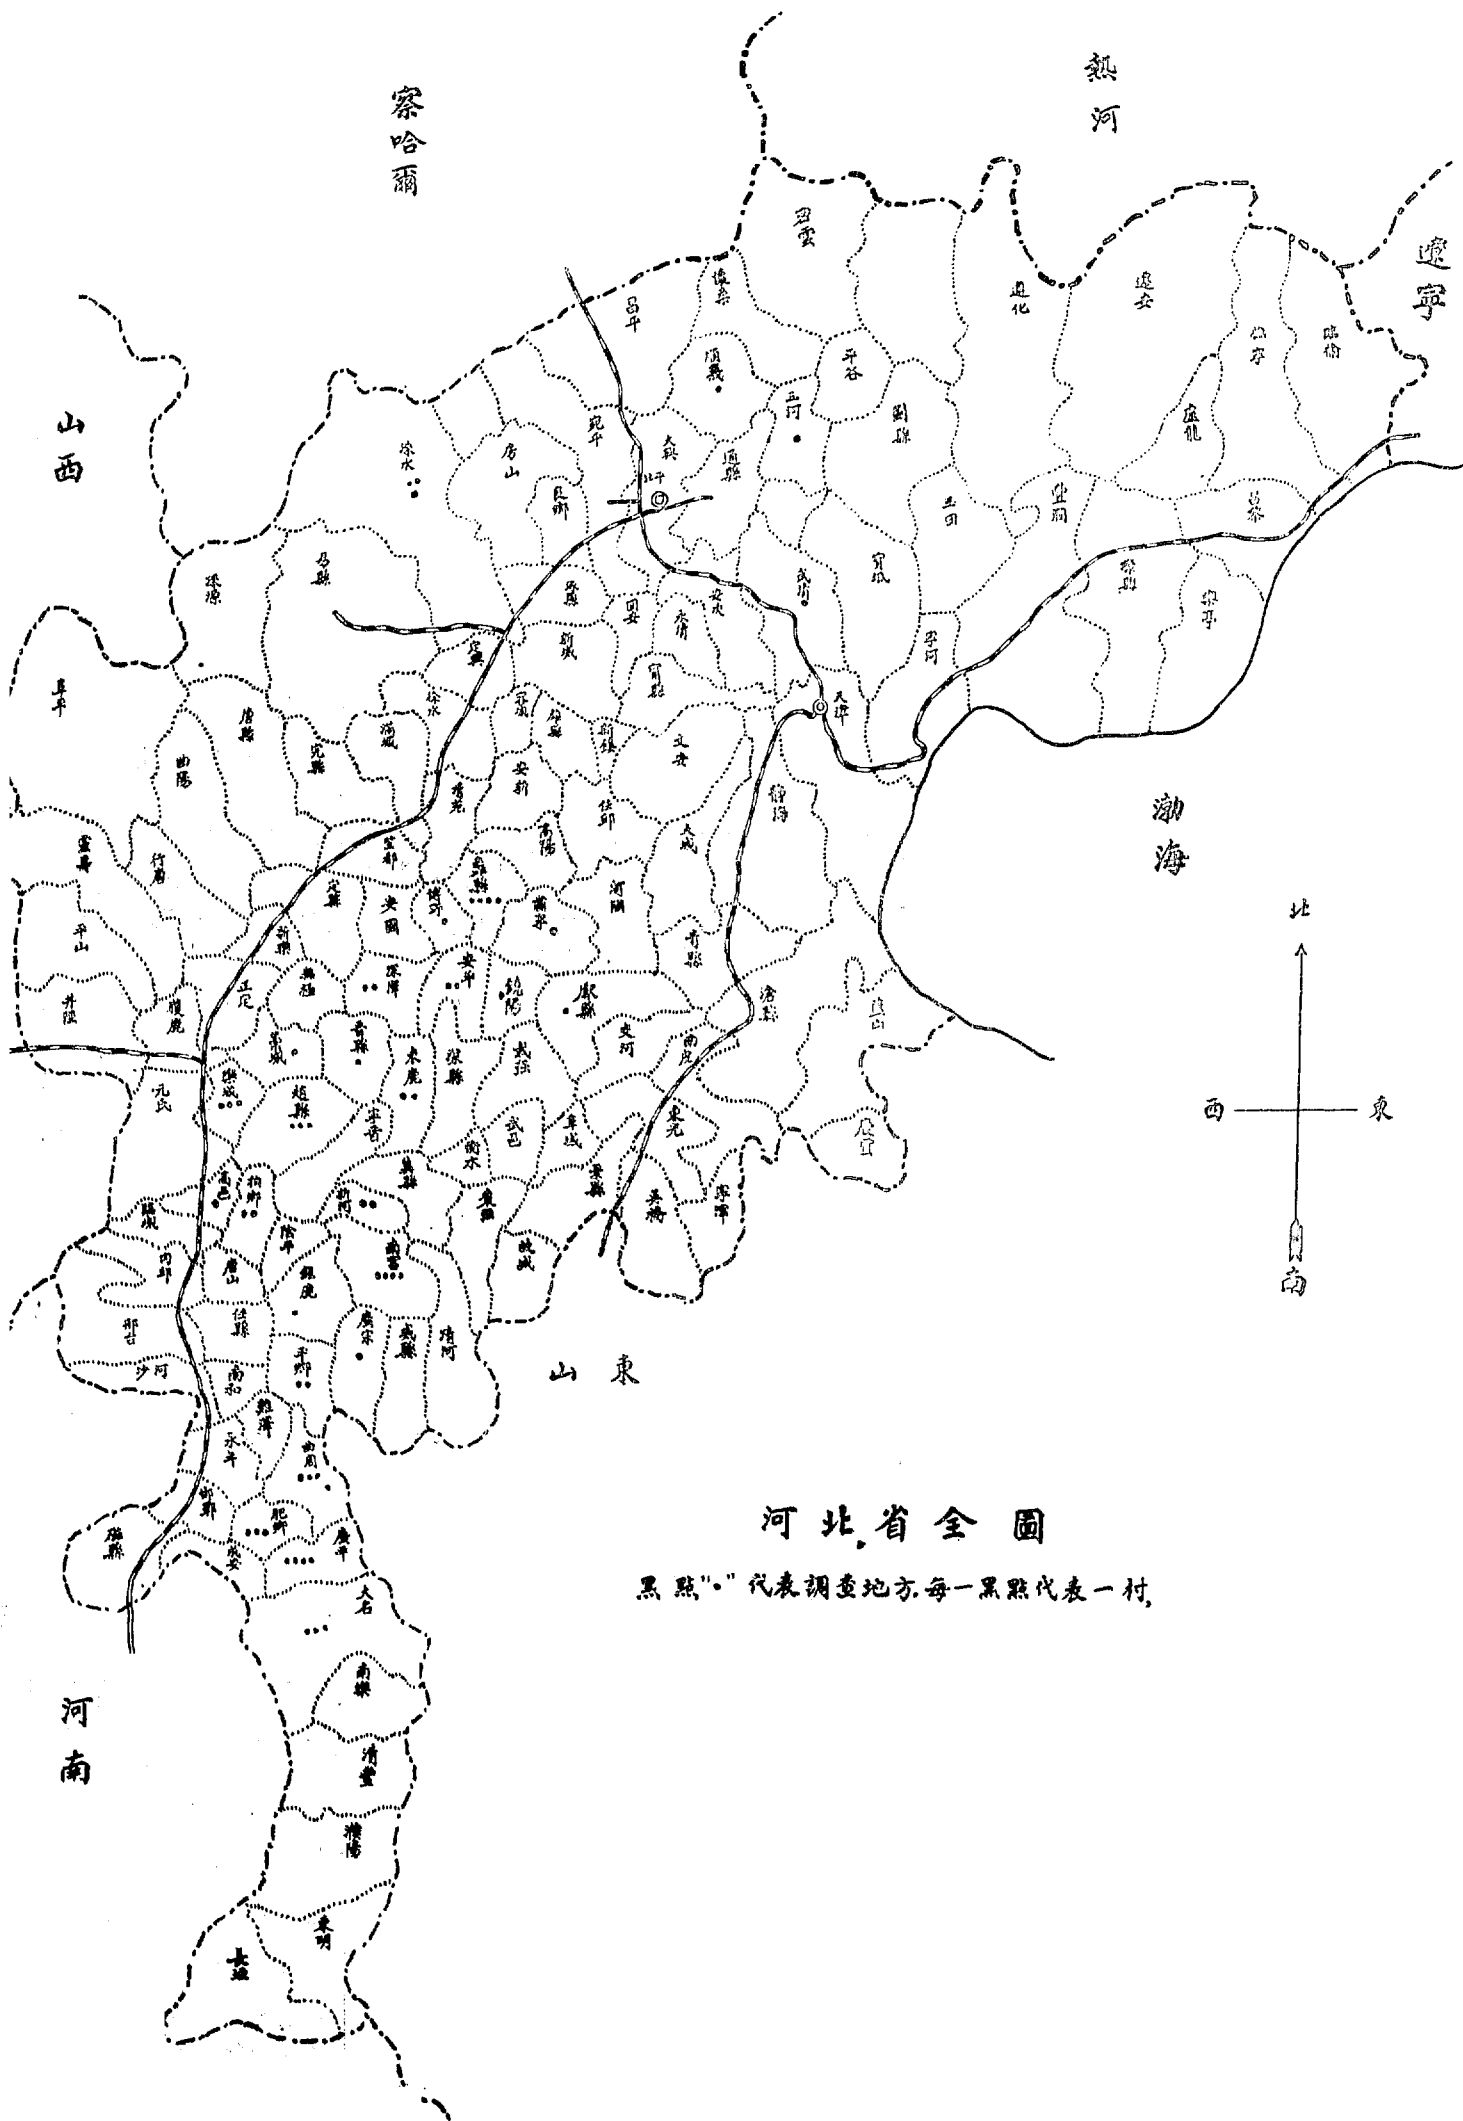 熱河
察哈爾
遼寧
山西
密雲
懷柔
昌平
遵化
遷安
臨榆
順義
平谷
薊縣
盧龍
宛平
大興
通縣
北平
淶水
房山
良鄉
玉田
昌黎
淶源
易縣
固安
武清
安次
永清
寶坻
灤縣
樂亭
寧河
定興
新城
阜平
唐縣
完縣
滿城
徐水
容城
雄縣
新鎮
文安
天津
曲陽
安新
清苑
任邱
靜海
渤海
靈壽
行唐
望都
高陽
大城
定縣
安國
博野
蠡縣
肅寧
河間
平山
新樂
青縣
井陘
獲鹿
正定
無極
深澤
安平
饒陽
獻縣
滄縣
鹽山
藁城
晉縣
束鹿
深縣
武強
交河
南皮
元氏
欒城
趙縣
寧晉
武邑
阜城
東光
慶雲
衡水
高邑
柏鄉
新河
冀縣
棗強
景縣
吳橋
寧津
臨城
隆平
南宮
故城
內邱
唐山
鉅鹿
邢台
任縣
廣宗
威縣
清河
沙河
南和
平鄉
山東
雞澤
永年
曲周
邯鄲
肥鄉
磁縣
成安
廣平
大名
南樂
清豐
濮陽
東明
長垣
河南
北
西
東
南
河北省全圖
黑點"•"代表調查地方.每一黑點代表一村,